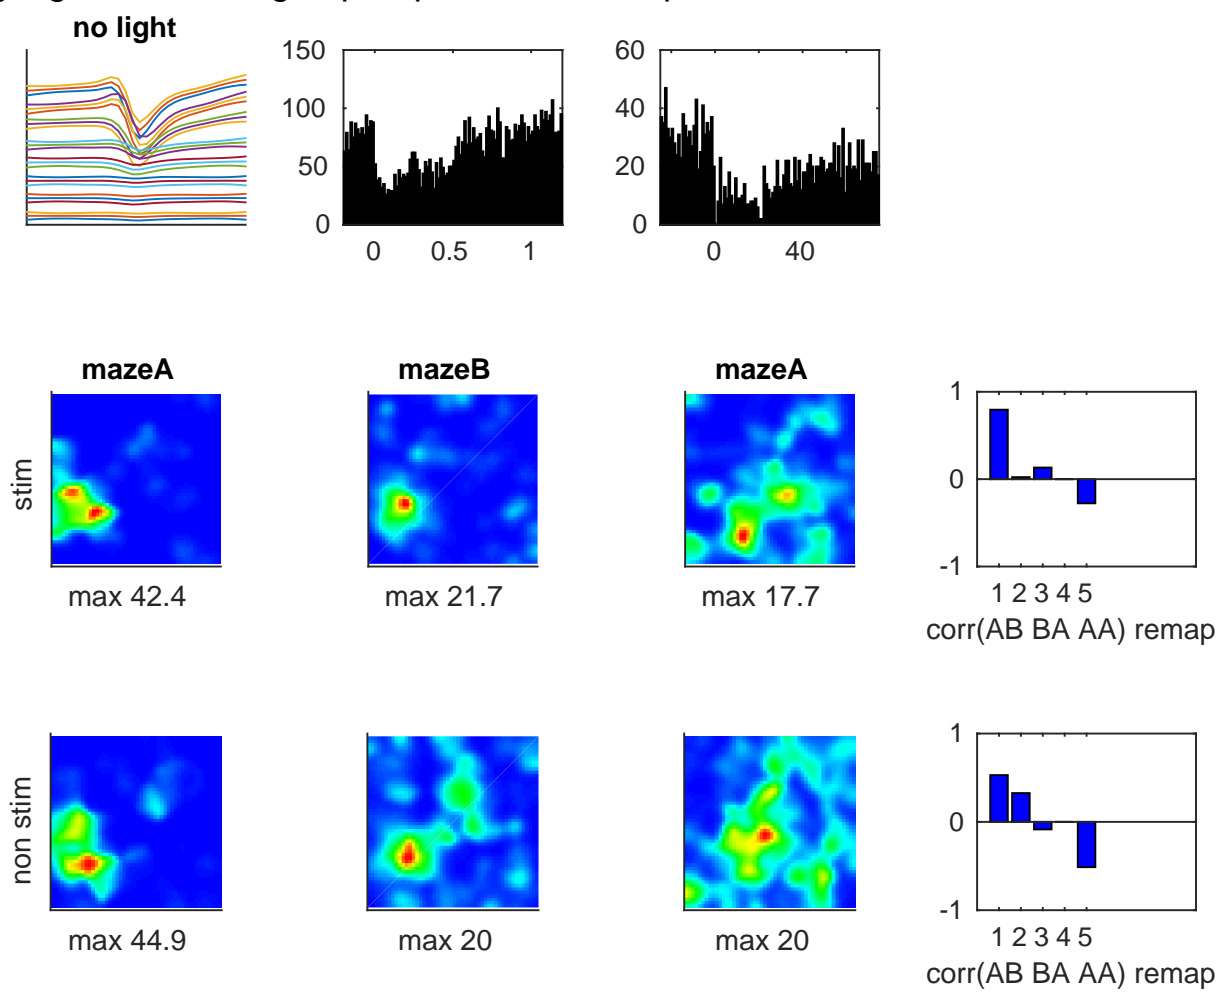 no light
150
100
50
0
0 0.5 1
60
40
20
0
0 40
mazeA mazeB mazeA
stim
max 42.4 max 21.7 max 17.7
1
0
-1
1 2 3 4 5
corr(AB BA AA) remap
non stim
max 44.9 max 20 max 20
1
0
-1
1 2 3 4 5
corr(AB BA AA) remap